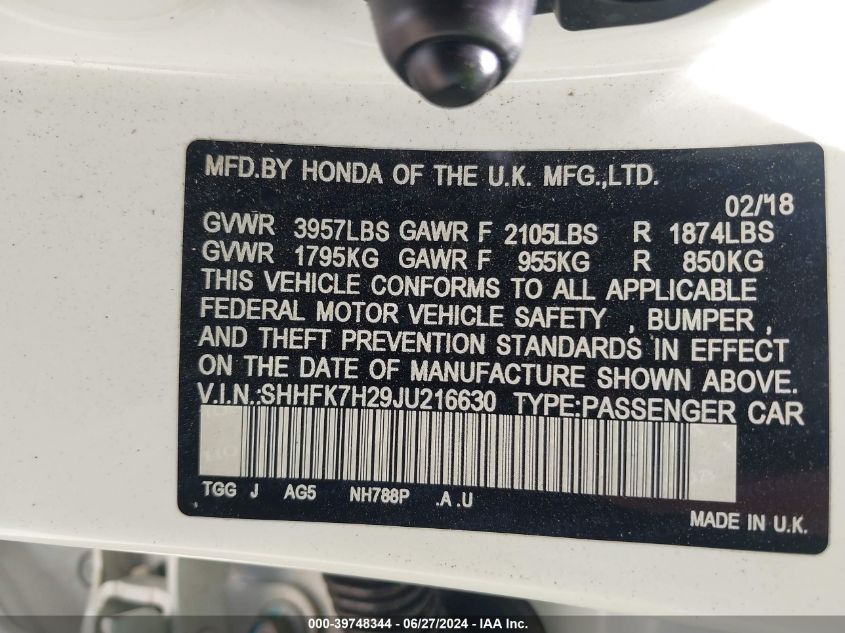 MFD.BY HONDA OF THE U.K. MFG.,LTD.
02/18
GVWR 3957LBS GAWR F 2105LBS R 1874LBS
GVWR 1795KG GAWR F 955KG R 850KG
THIS VEHICLE CONFORMS TO ALL APPLICABLE
FEDERAL MOTOR VEHICLE SAFETY , BUMPER ,
AND THEFT PREVENTION STANDARDS IN EFFECT
ON THE DATE OF MANUFACTURE SHOWN ABOVE.
V.I.N.:SHHFK7H29JU216630 TYPE:PASSENGER CAR
TGG J AG5 NH788P .A .U
MADE IN U.K.
000-39748344 / 06/27/2024 - IAA Inc.